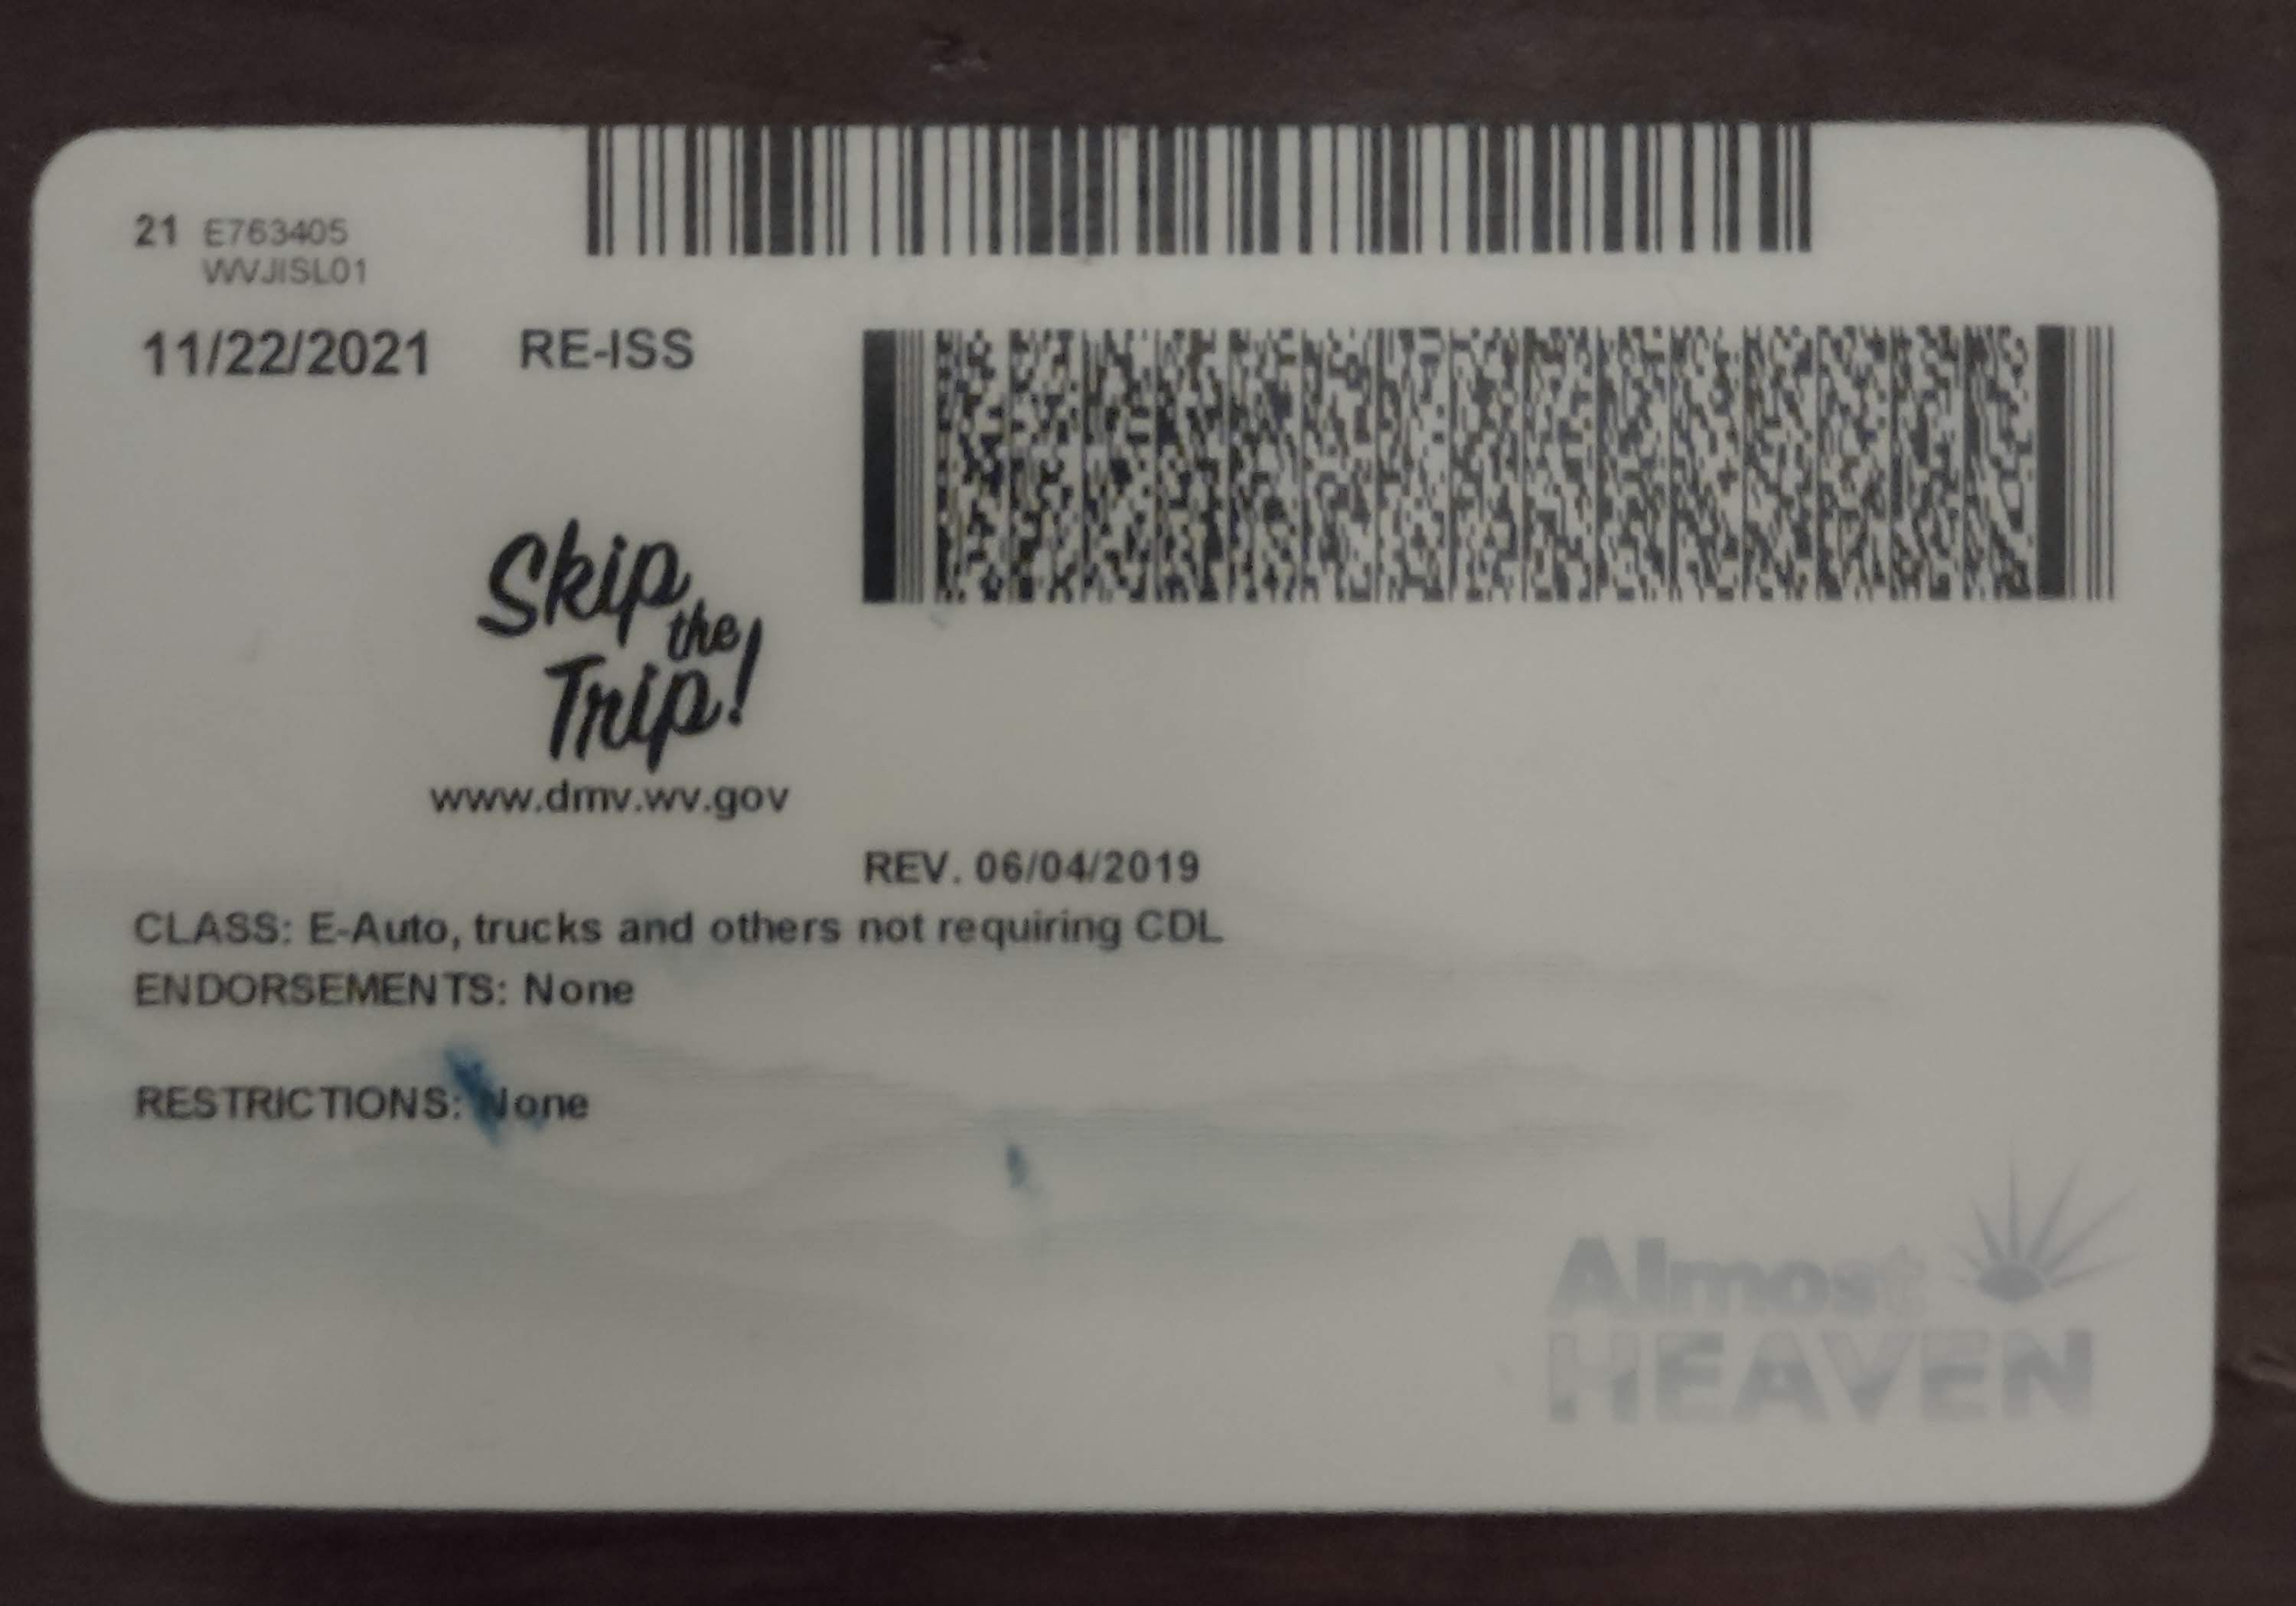 21 E763405
WVJISL01
11/22/2021 RE-ISS
Skip
the
Trip!
www.dmv.wv.gov
REV. 06/04/2019
CLASS: E-Auto, trucks and others not requiring CDL
ENDORSEMENTS: None
RESTRICTIONS: None
Almost
HEAVEN